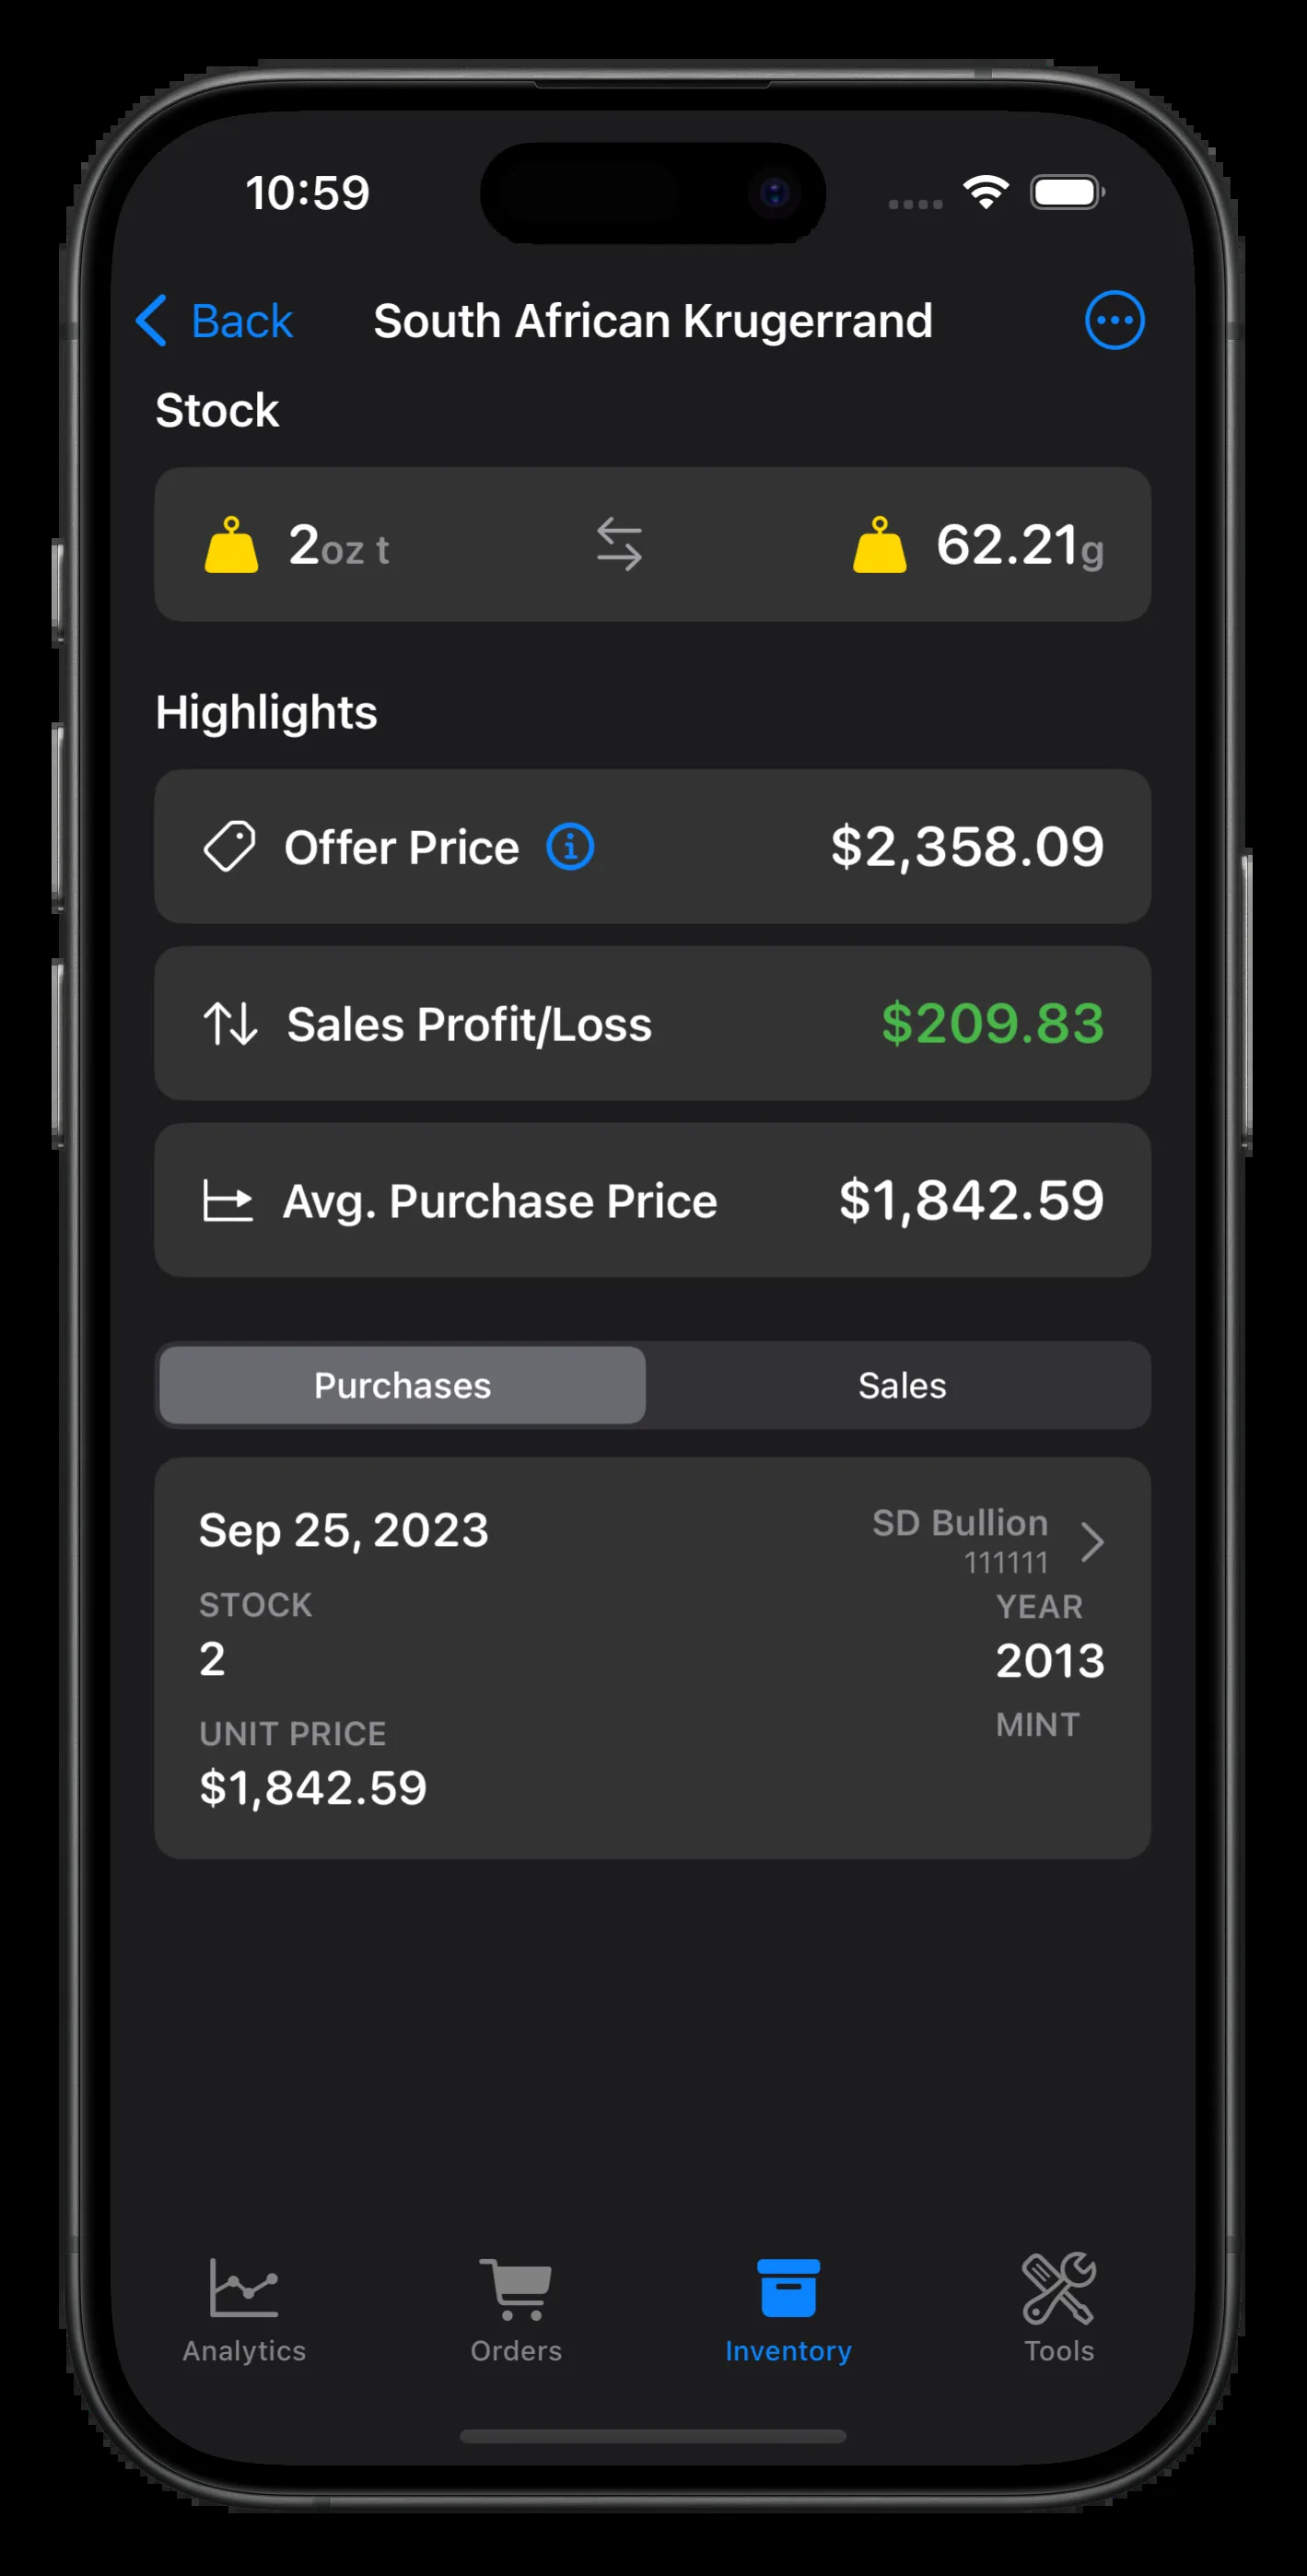 10:59
Back South African Krugerrand
Stock
2oz t 62.21g
Highlights
Offer Price $2,358.09
Sales Profit/Loss $209.83
Avg. Purchase Price $1,842.59
Purchases Sales
Sep 25, 2023 SD Bullion
111111
STOCK YEAR
2 2013
UNIT PRICE MINT
$1,842.59
Analytics Orders Inventory Tools